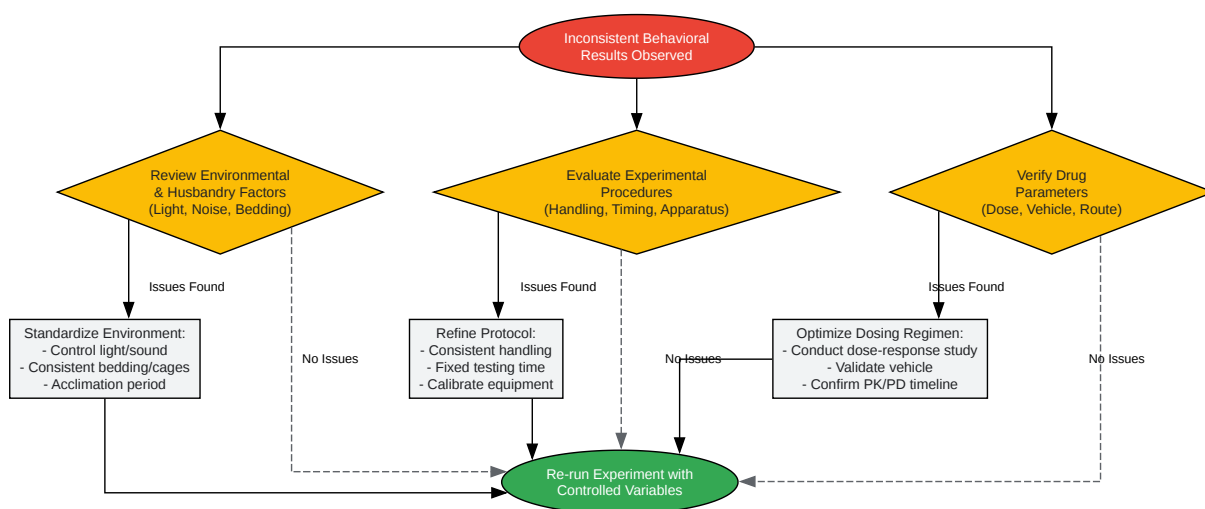 Inconsistent Behavioral
Results Observed
Review Environmental
& Husbandry Factors
(Light, Noise, Bedding)
Evaluate Experimental
Procedures
(Handling, Timing, Apparatus)
Verify Drug
Parameters
(Dose, Vehicle, Route)
Issues Found
Issues Found
Issues Found
Standardize Environment:
- Control light/sound
- Consistent bedding/cages
- Acclimation period
No Issues
Refine Protocol:
- Consistent handling
- Fixed testing time
- Calibrate equipment
No Issues
Optimize Dosing Regimen:
- Conduct dose-response study
- Validate vehicle
- Confirm PK/PD timeline
No Issues
Re-run Experiment with
Controlled Variables